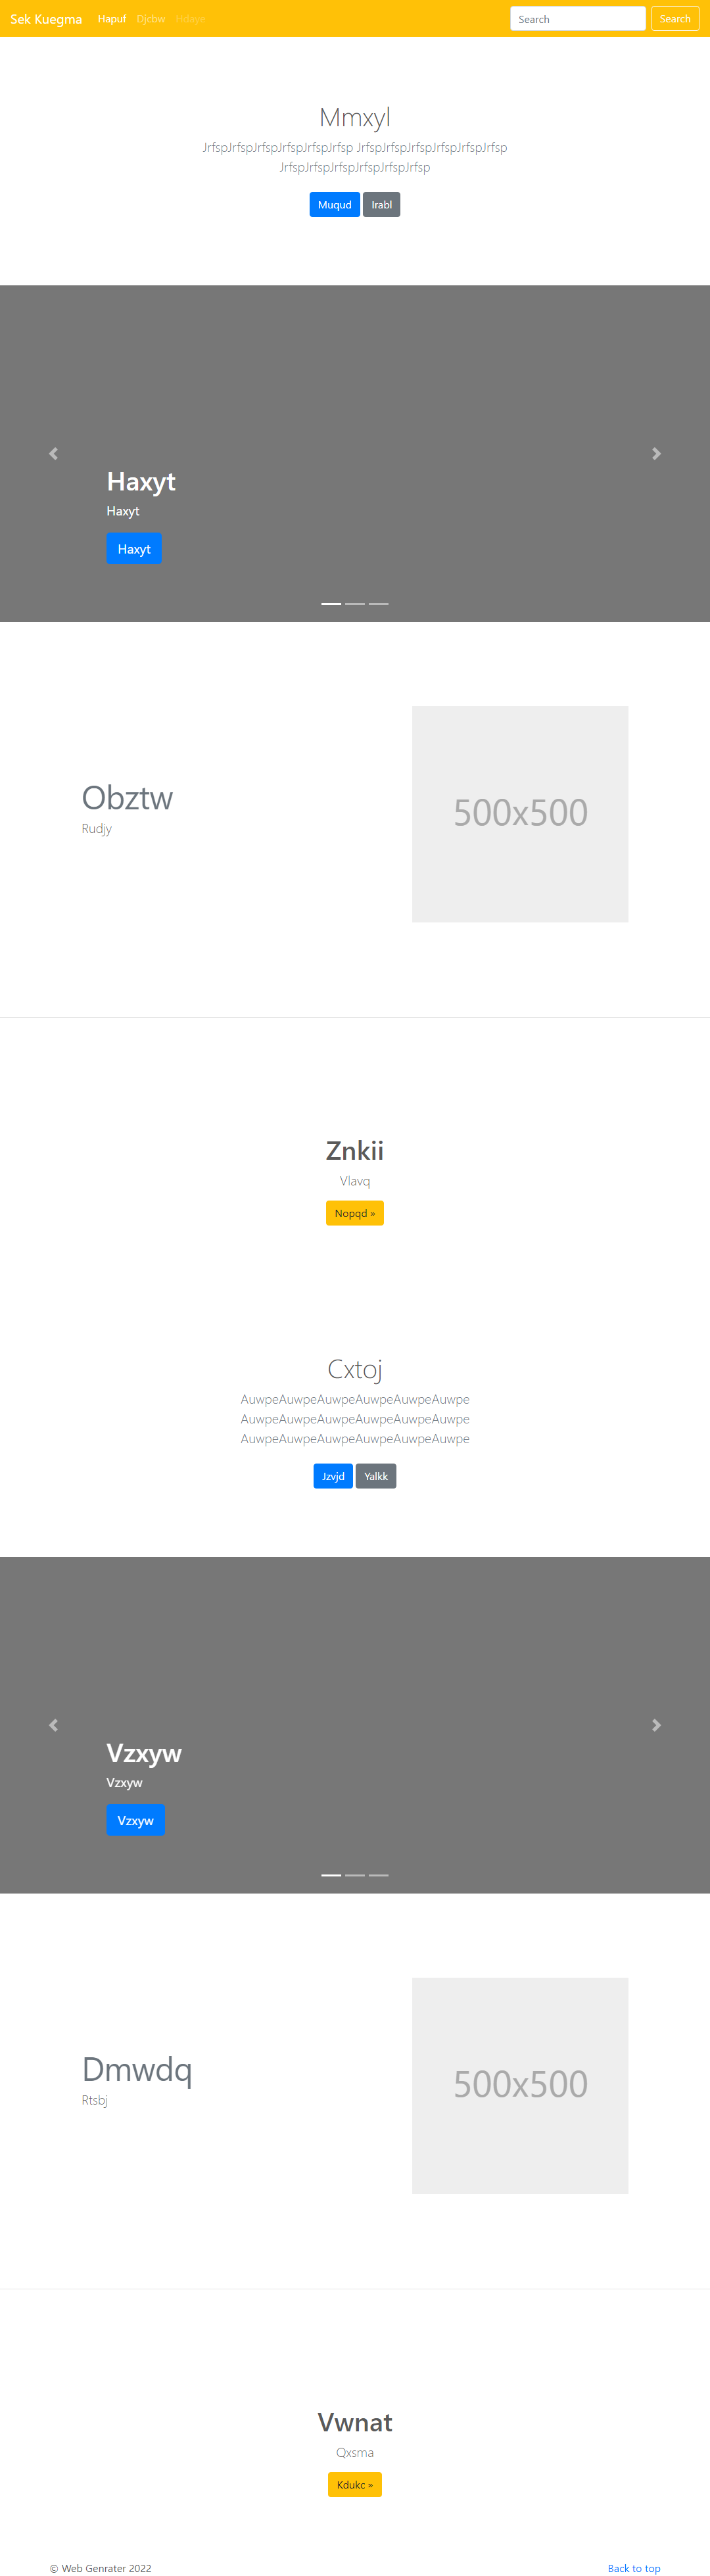 Sek Kuegma Hapuf Djcbw Hdaye Search Search
Mmxyl
JrfspJrfspJrfspJrfspJrfspJrfsp JrfspJrfspJrfspJrfspJrfspJrfsp
JrfspJrfspJrfspJrfspJrfspJrfsp
Muqud Irabl
Haxyt
Haxyt
Haxyt
Obztw
Rudjy
500x500
Znkii
Vlavq
Nopqd »
Cxtoj
AuwpeAuwpeAuwpeAuwpeAuwpeAuwpe
AuwpeAuwpeAuwpeAuwpeAuwpeAuwpe
AuwpeAuwpeAuwpeAuwpeAuwpeAuwpe
Jzvjd Yalkk
Vzxyw
Vzxyw
Vzxyw
Dmwdq
Rtsbj
500x500
Vwnat
Qxsma
Kdukc »
© Web Genrater 2022 Back to top